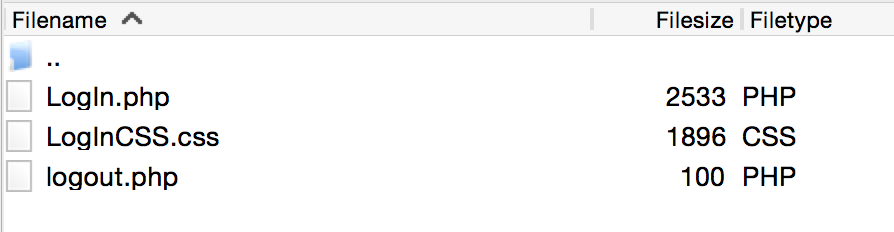 Filename Filesize Filetype
..
LogIn.php 2533 PHP
LogInCSS.css 1896 CSS
logout.php 100 PHP